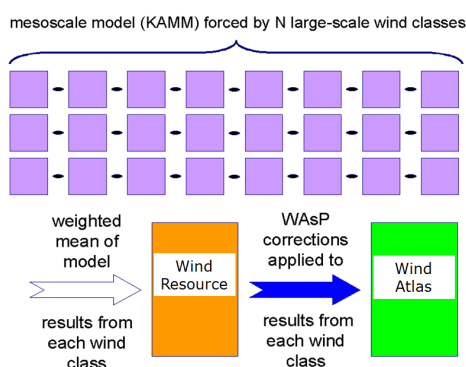 mesoscale model (KAMM) forced by N large-scale wind classes
weighted
mean of
model
results from
each wind
class
Wind
Resource
WAsP
corrections
applied to
results from
each wind
class
Wind
Atlas